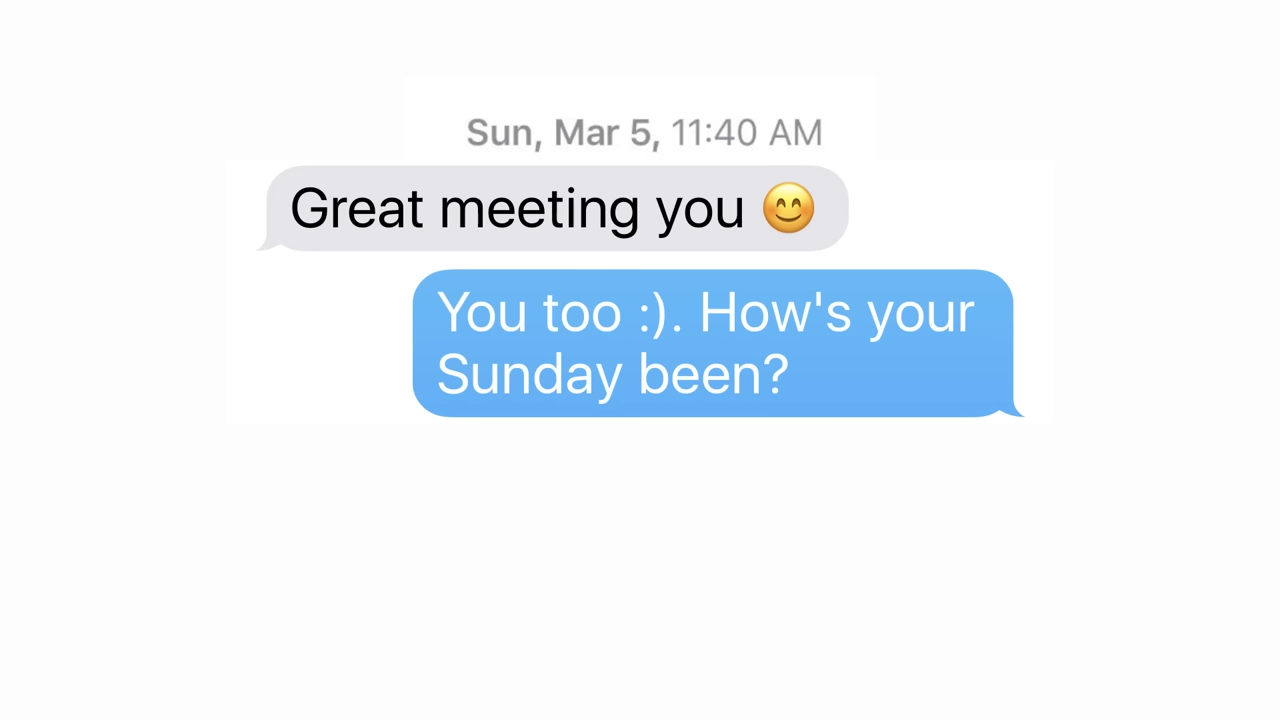 Sun, Mar 5, 11:40 AM
Great meeting you 😊
You too :). How's your
Sunday been?